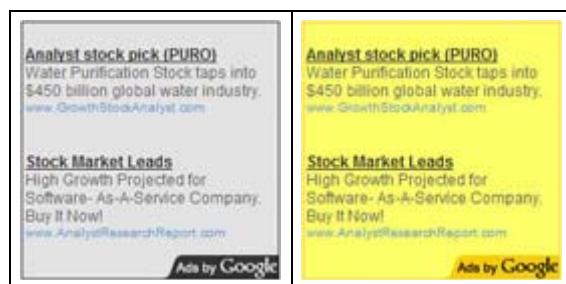 Analyst stock pick (PURO)
Water Purification Stock taps into
$450 billion global water industry.
www.GrowthStockAnalyst.com
Stock Market Leads
High Growth Projected for
Software- As-A-Service Company.
Buy It Now!
www.AnalystResearchReport.com
Ads by Google
Analyst stock pick (PURO)
Water Purification Stock taps into
$450 billion global water industry.
www.GrowthStockAnalyst.com
Stock Market Leads
High Growth Projected for
Software- As-A-Service Company.
Buy It Now!
www.AnalystResearchReport.com
Ads by Google